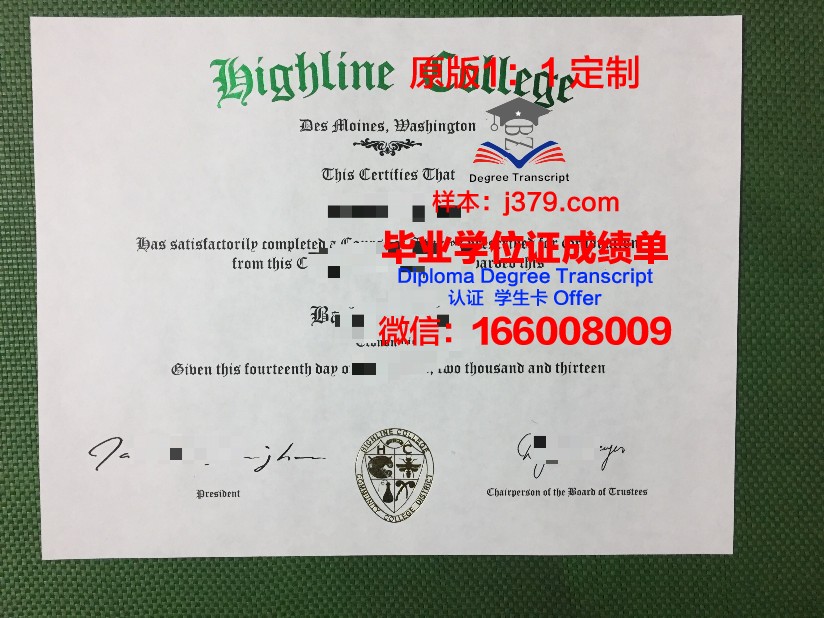 Highline College
原版1：1定制
Des Moines, Washington
BZ
Degree Transcript
This Certifies That
样本：j379.com
Has satisfactorily completed
毕业学位证成绩单
from this
this
Diploma Degree Transcript
认证 学生卡 Offer
微信：166008009
Given this fourteenth day two thousand and thirteen
HIGHLINE COLLEGE
H C
COMMUNITY COLLEGE DISTRICT
President
Chairperson of the Board of Trustees